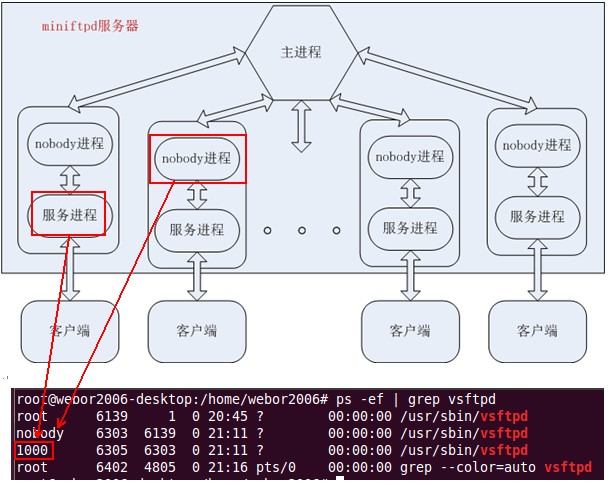 miniftpd服务器
主进程
nobody进程
nobody进程
nobody进程
nobody进程
服务进程
服务进程
服务进程
服务进程
客户端
客户端
客户端
客户端
root@webor2006-desktop:/home/webor2006# ps -ef | grep vsftpd
root 6139 1 0 20:45 ? 00:00:00 /usr/sbin/vsftpd
nobody 6303 6139 0 21:11 ? 00:00:00 /usr/sbin/vsftpd
1000 6305 6303 0 21:11 ? 00:00:00 /usr/sbin/vsftpd
root 6402 4805 0 21:16 pts/0 00:00:00 grep --color=auto vsftpd